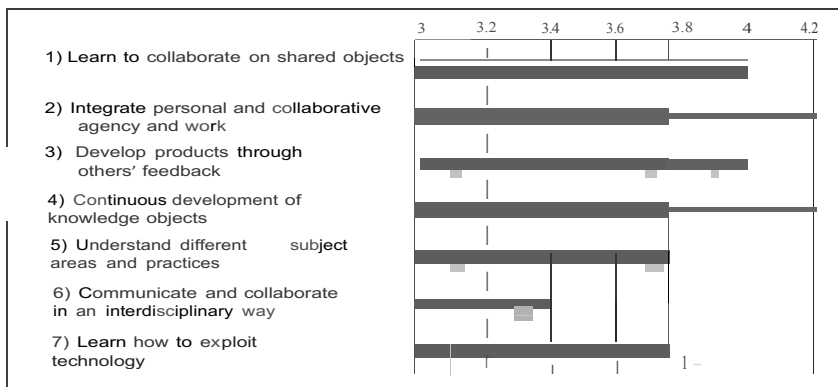 3 3.2 3.4 3.6 3.8 4 4.2
1) Learn to collaborate on shared objects
2) Integrate personal and collaborative
agency and work
3) Develop products through
others' feedback
4) Continuous development of
knowledge objects
5) Understand different subject
areas and practices
6) Communicate and collaborate
in an interdisciplinary way
7) Learn how to exploit
technology